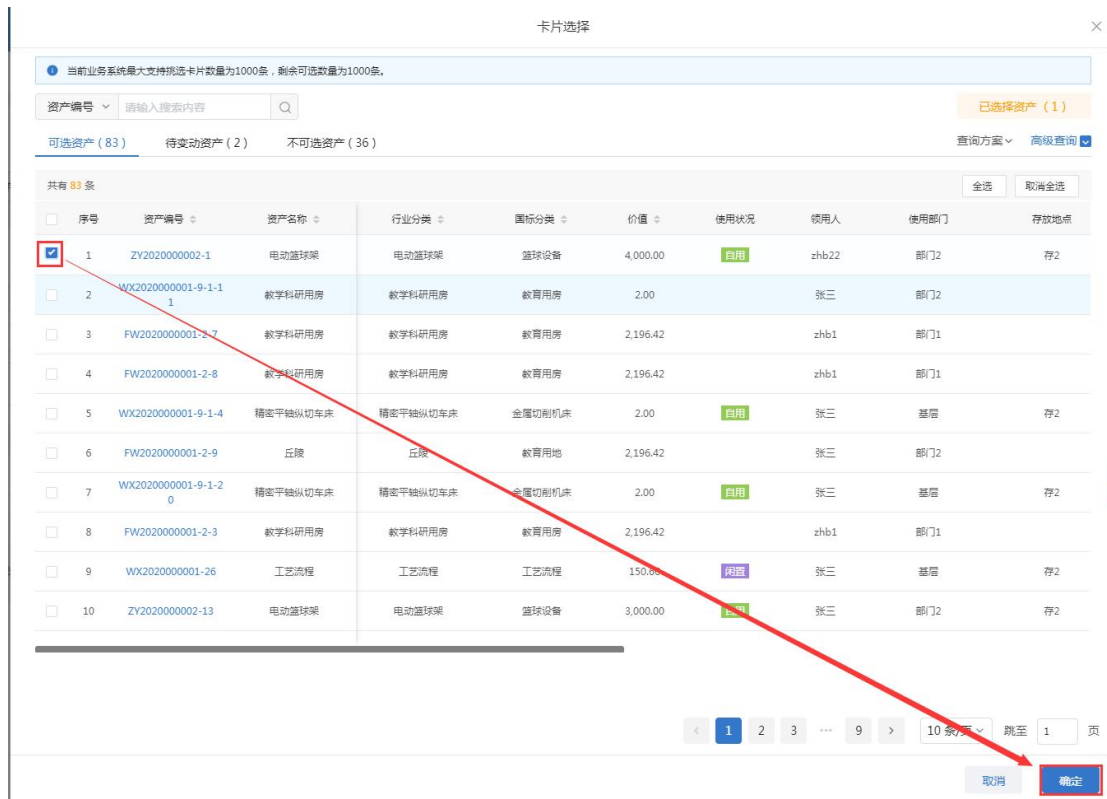 卡片选择
当前业务系统最大支持挑选卡片数量为1000条，剩余可选数量为1000条。
资产编号 请输入搜索内容 已选择资产（1）
可选资产(83) 待变动资产(2) 不可选资产(36) 查询方案 高级查询
共有 83 条 全选 取消全选
序号 资产编号 资产名称 行业分类 国标分类 价值 使用状况 领用人 使用部门 存放地点
1 ZY2020000002-1 电动篮球架 电动篮球架 篮球设备 4,000.00 自用 zhb22 部门2 存2
2 WX2020000001-9-1-1
1 教学科研用房 教学科研用房 教育用房 2.00 张三 部门2
3 FW2020000001-2-7 教学科研用房 教学科研用房 教育用房 2,196.42 zhb1 部门1
4 FW2020000001-2-8 教学科研用房 教学科研用房 教育用房 2,196.42 zhb1 部门1
5 WX2020000001-9-1-4 精密平轴纵切车床 精密平轴纵切车床 金属切削机床 2.00 自用 张三 基层 存2
6 FW2020000001-2-9 丘陵 丘陵 教育用地 2,196.42 张三 部门2
7 WX2020000001-9-1-2
0 精密平轴纵切车床 精密平轴纵切车床 金属切削机床 2.00 自用 张三 基层 存2
8 FW2020000001-2-3 教学科研用房 教学科研用房 教育用房 2,196.42 zhb1 部门1
9 WX2020000001-26 工艺流程 工艺流程 工艺流程 闲置 张三 基层 存2
10 ZY2020000002-13 电动篮球架 电动篮球架 篮球设备 3,000.00 自用 张三 部门2 存2
< 1 2 3 ··· 9 > 10 条/页 跳至 1 页
取消 确定